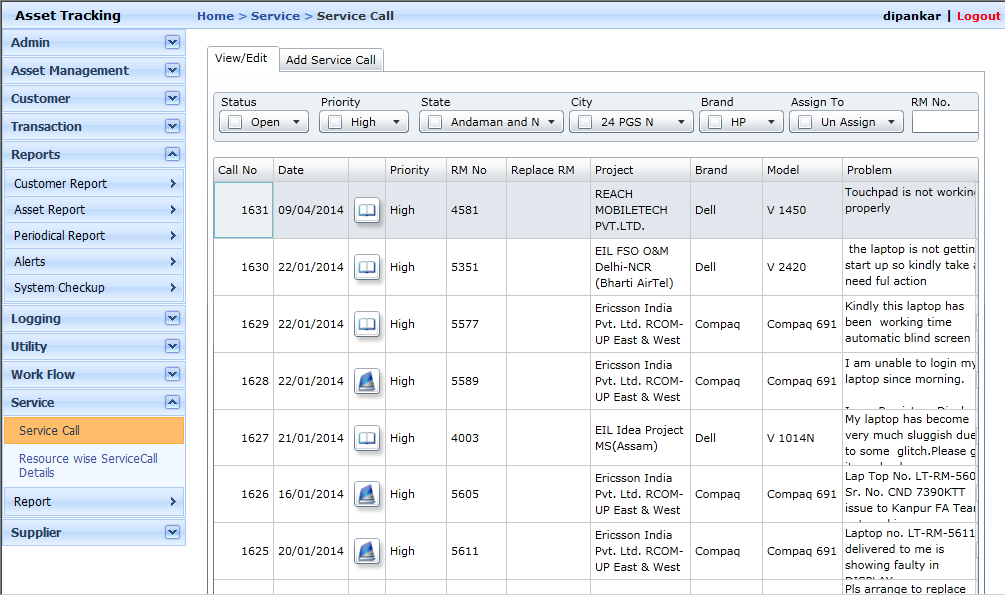 Asset Tracking
Home > Service > Service Call
dipankar | Logout
Admin
Asset Management
Customer
Transaction
Reports
Customer Report
Asset Report
Periodical Report
Alerts
System Checkup
Logging
Utility
Work Flow
Service
Service Call
Resource wise ServiceCall
Details
Report
Supplier
View/Edit
Add Service Call
Status Priority State City Brand Assign To RM No.
Open High Andaman and N 24 PGS N HP Un Assign
Call No Date Priority RM No Replace RM Project Brand Model Problem
1631 09/04/2014 High 4581
REACH
MOBILETECH
PVT.LTD.
Dell V 1450
Touchpad is not workin
properly
1630 22/01/2014 High 5351
EIL FSO O&M
Delhi-NCR
(Bharti AirTel)
Dell V 2420
the laptop is not gettin
start up so kindly take a
need ful action
1629 22/01/2014 High 5577
Ericsson India
Pvt. Ltd. RCOM-
UP East & West
Compaq Compaq 691
Kindly this laptop has
been working time
automatic blind screen
1628 22/01/2014 High 5589
Ericsson India
Pvt. Ltd. RCOM-
UP East & West
Compaq Compaq 691
I am unable to login my
laptop since morning.
1627 21/01/2014 High 4003
EIL Idea Project
MS(Assam)
Dell V 1014N
My laptop has become
very much sluggish due
to some glitch.Please g
1626 16/01/2014 High 5605
Ericsson India
Pvt. Ltd. RCOM-
UP East & West
Compaq Compaq 691
Lap Top No. LT-RM-560
Sr. No. CND 7390KTT
issue to Kanpur FA Tear
1625 20/01/2014 High 5611
Ericsson India
Pvt. Ltd. RCOM-
UP East & West
Compaq Compaq 691
Laptop no. LT-RM-5611
delivered to me is
showing faulty in
DISPLAY
Pls arrange to replace